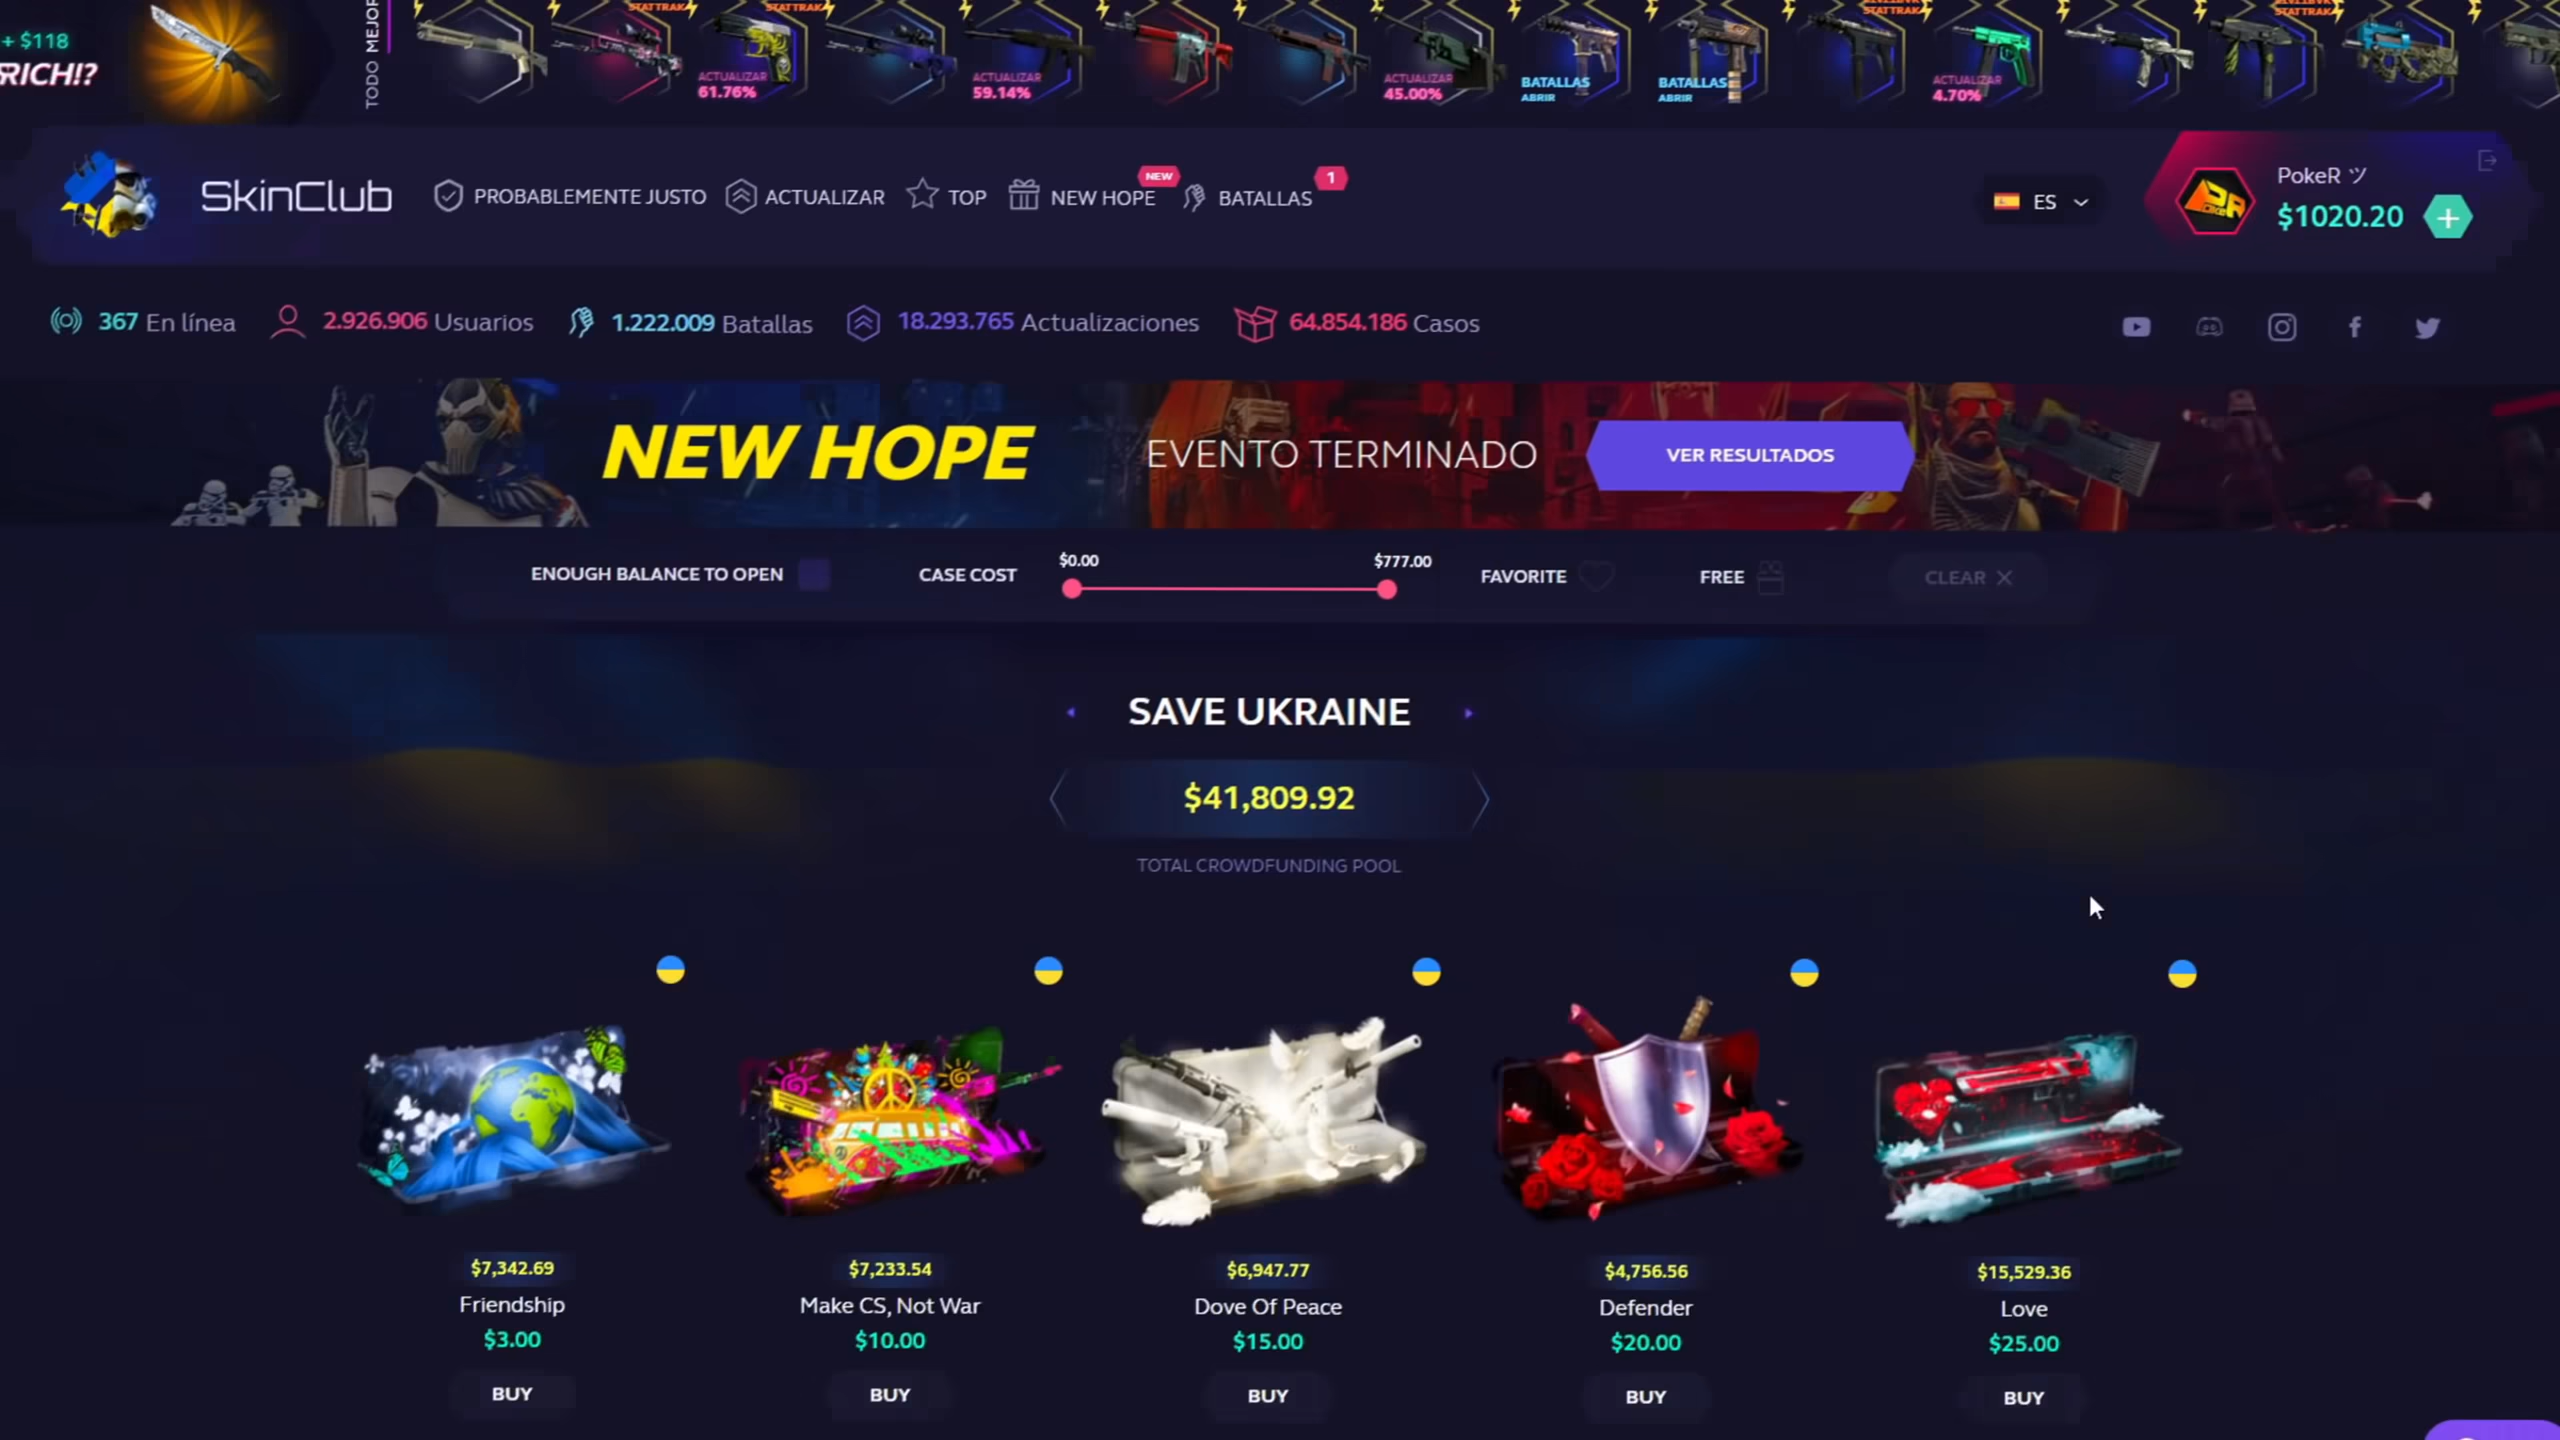 + $118
RICH!?
TODO MEJOR
STATTRAK
STATTRAK
ACTUALIZAR
61.76%
ACTUALIZAR
59.14%
ACTUALIZAR
45.00%
BATALLAS
ABRIR
BATALLAS
ABRIR
STATTRAK
ACTUALIZAR
4.70%
STATTRAK
SkinClub
PROBABLEMENTE JUSTO
ACTUALIZAR
TOP
NEW HOPE
NEW
BATALLAS
1
ES
PokeR ツ
$1020.20
367 En línea
2.926.906 Usuarios
1.222.009 Batallas
18.293.765 Actualizaciones
64.854.186 Casos
NEW HOPE
EVENTO TERMINADO
VER RESULTADOS
ENOUGH BALANCE TO OPEN
CASE COST
$0.00
$777.00
FAVORITE
FREE
CLEAR
SAVE UKRAINE
$41,809.92
TOTAL CROWDFUNDING POOL
$7,342.69
Friendship
$3.00
BUY
$7,233.54
Make CS, Not War
$10.00
BUY
$6,947.77
Dove Of Peace
$15.00
BUY
$4,756.56
Defender
$20.00
BUY
$15,529.36
Love
$25.00
BUY